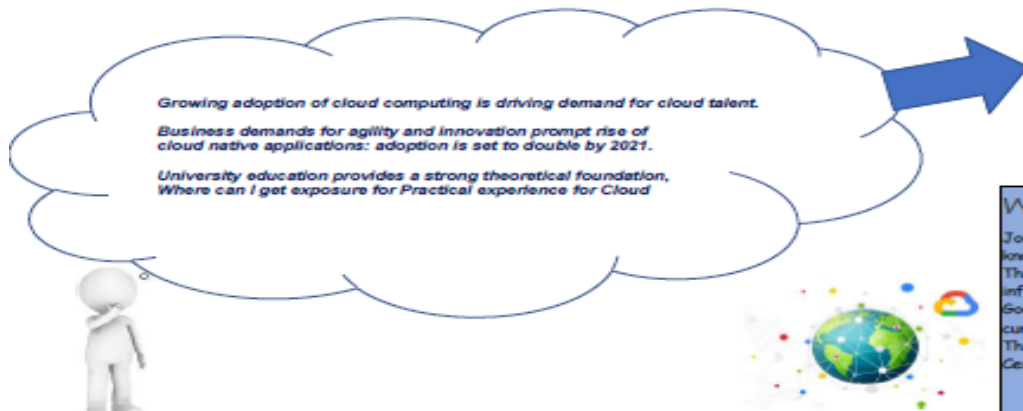 Growing adoption of cloud computing is driving demand for cloud talent.
Business demands for agility and innovation prompt rise of
cloud native applications: adoption is set to double by 2021.
University education provides a strong theoretical foundation,
Where can I get exposure for Practical experience for Cloud